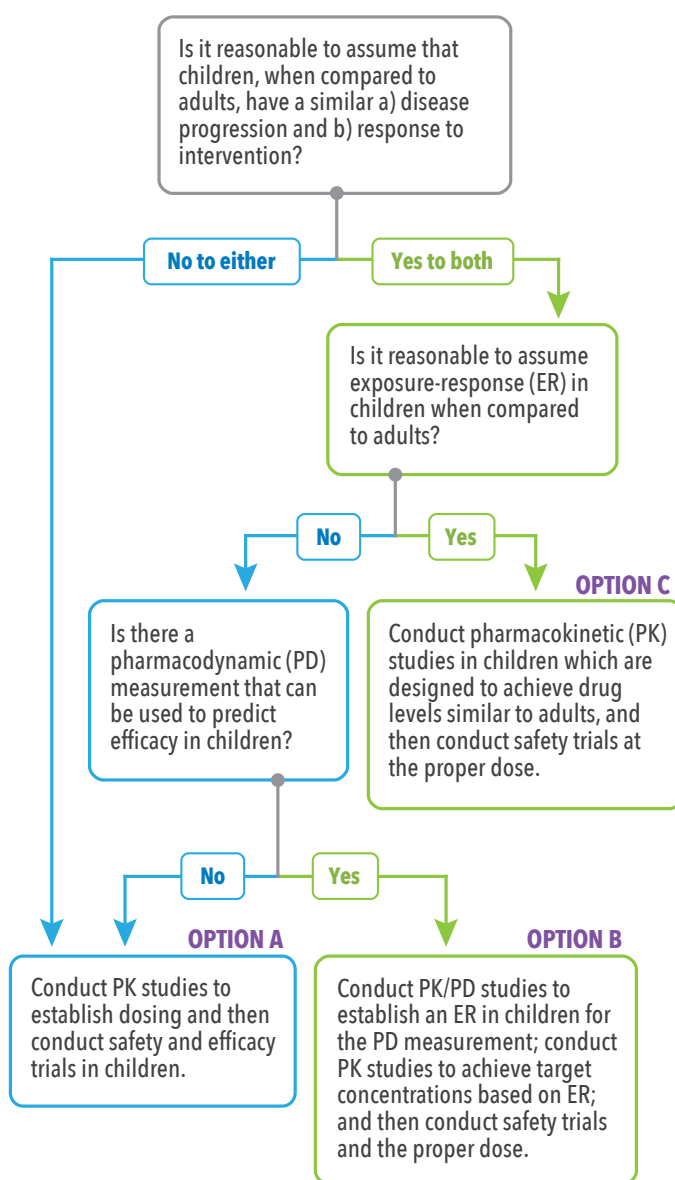 Is it reasonable to assume that
children, when compared to
adults, have a similar a) disease
progression and b) response to
intervention?
No to either
Yes to both
Is it reasonable to assume
exposure-response (ER) in
children when compared
to adults?
No
Yes
OPTION C
Is there a
pharmacodynamic (PD)
measurement that can
be used to predict
efficacy in children?
Conduct pharmacokinetic (PK)
studies in children which are
designed to achieve drug
levels similar to adults, and
then conduct safety trials at
the proper dose.
No
Yes
OPTION A
OPTION B
Conduct PK studies to
establish dosing and then
conduct safety and efficacy
trials in children.
Conduct PK/PD studies to
establish an ER in children for
the PD measurement; conduct
PK studies to achieve target
concentrations based on ER;
and then conduct safety trials
and the proper dose.